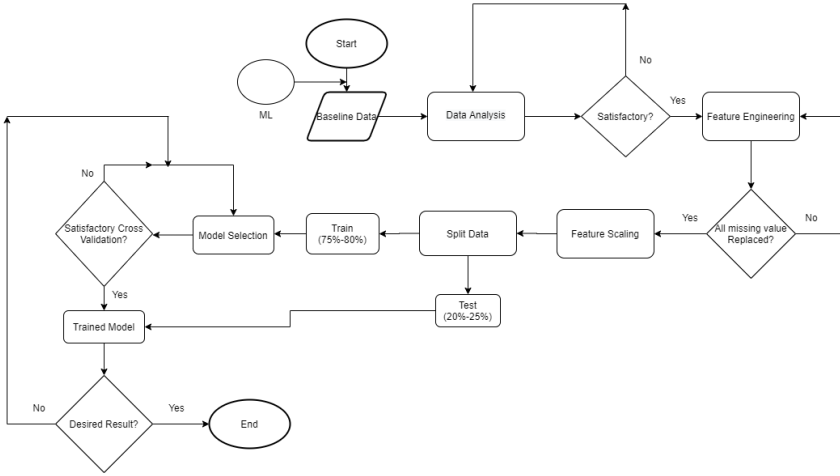 Start
No
ML
Baseline Data
Data Analysis
Satisfactory?
Yes
Feature Engineering
No
Satisfactory Cross
Validation?
Model Selection
Train
(75%-80%)
Split Data
Feature Scaling
Yes
All missing value
Replaced?
No
Yes
Test
(20%-25%)
Trained Model
No
Desired Result?
Yes
End